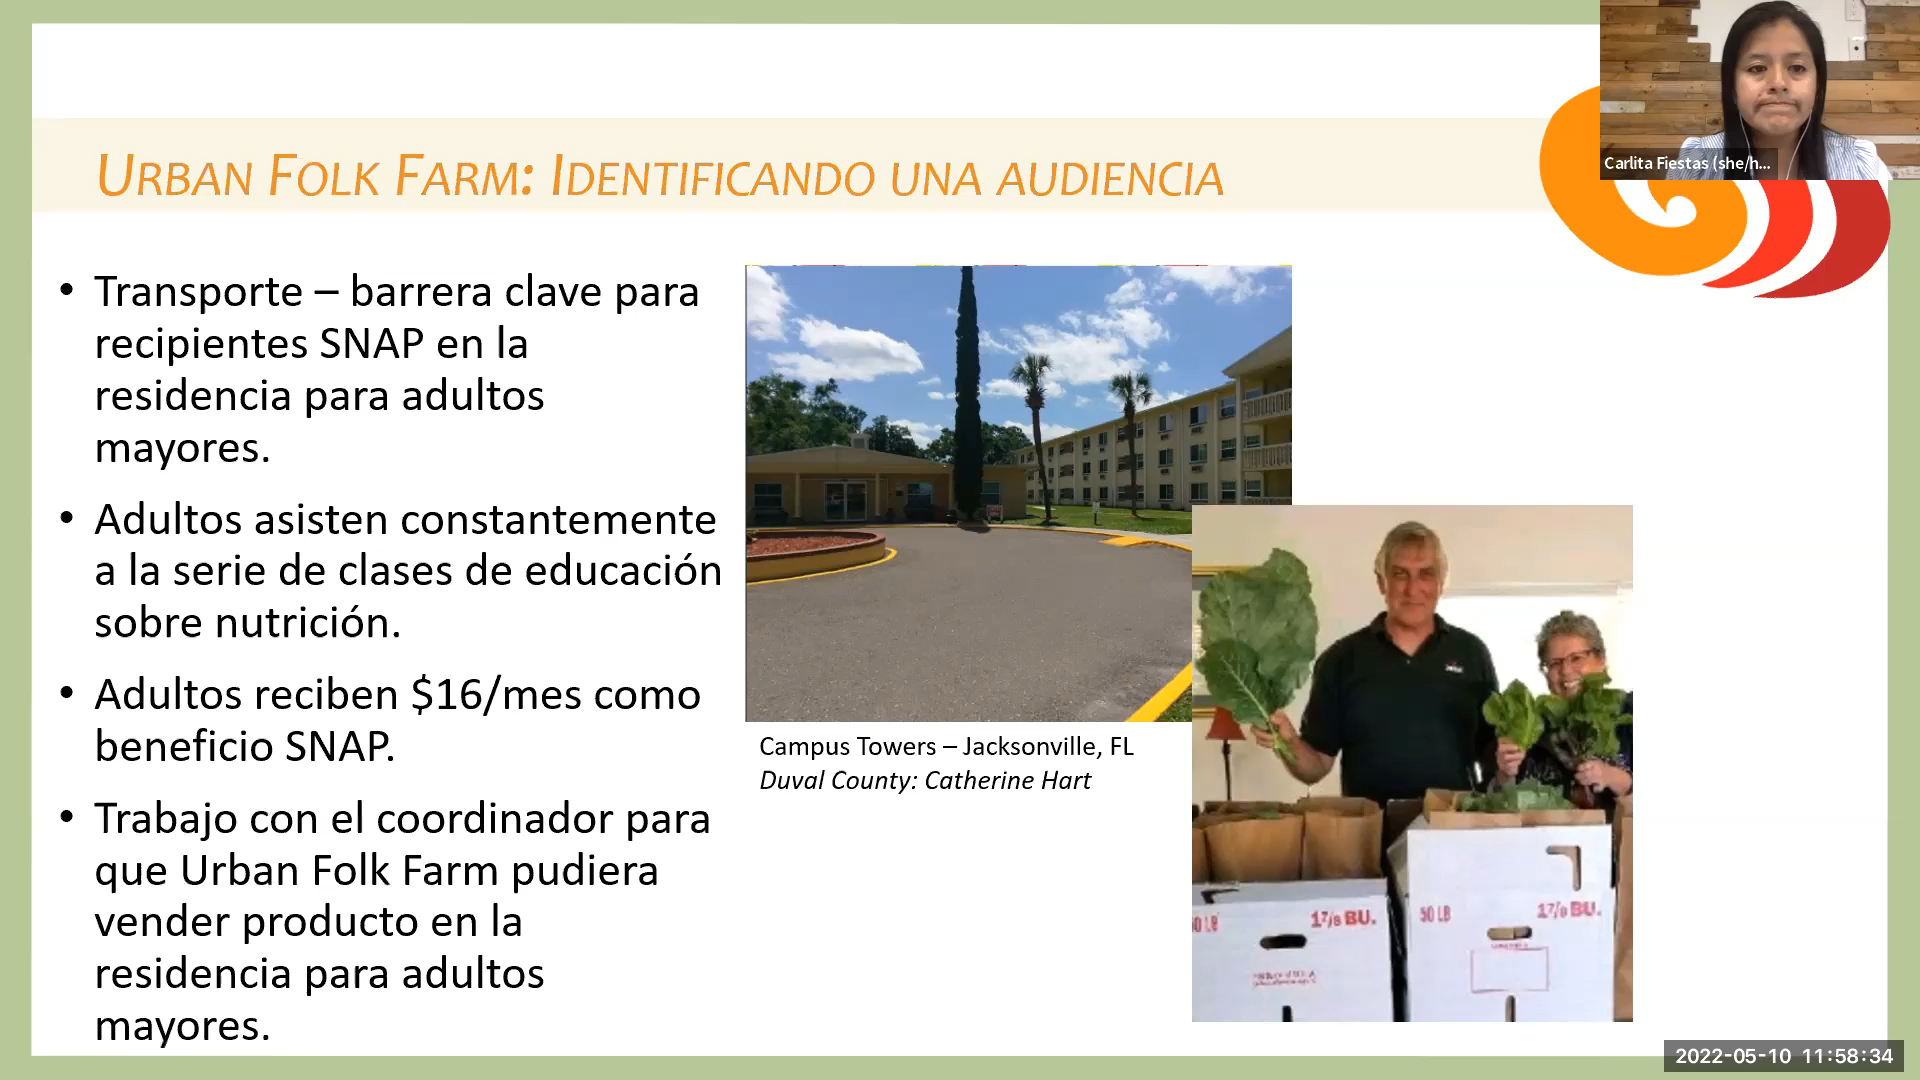 Carlita Fiestas (she/h...
URBAN FOLK FARM: IDENTIFICANDO UNA AUDIENCIA
• Transporte – barrera clave para
recipientes SNAP en la
residencia para adultos
mayores.
• Adultos asisten constantemente
a la serie de clases de educación
sobre nutrición.
• Adultos reciben $16/mes como
beneficio SNAP.
• Trabajo con el coordinador para
que Urban Folk Farm pudiera
vender producto en la
residencia para adultos
mayores.
Campus Towers – Jacksonville, FL
Duval County: Catherine Hart
1 7/8 BU.
50 LB
1 7/8 BU.
2022-05-10 11:58:34